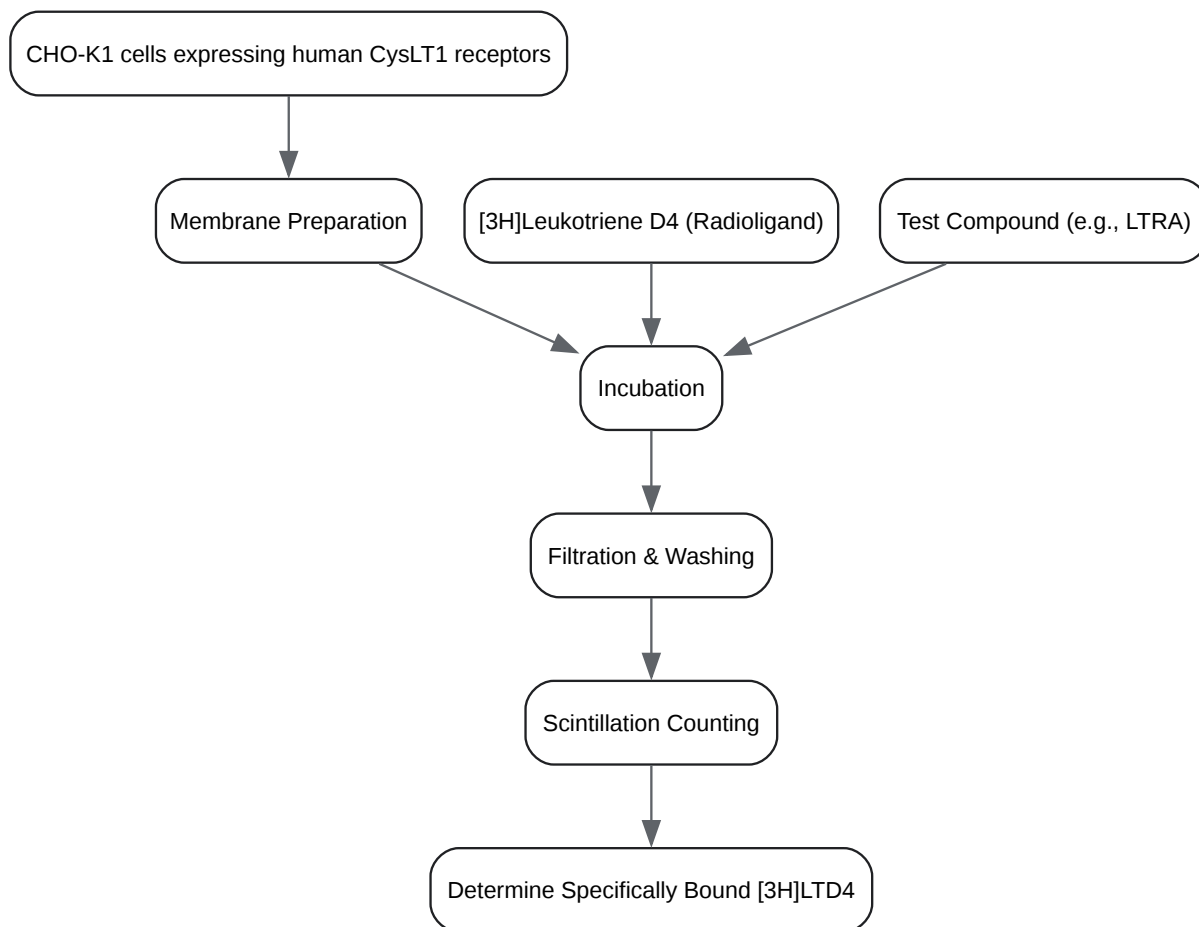 CHO-K1 cells expressing human CysLT1 receptors
Membrane Preparation
[3H]Leukotriene D4 (Radioligand)
Test Compound (e.g., LTRA)
Incubation
Filtration & Washing
Scintillation Counting
Determine Specifically Bound [3H]LTD4